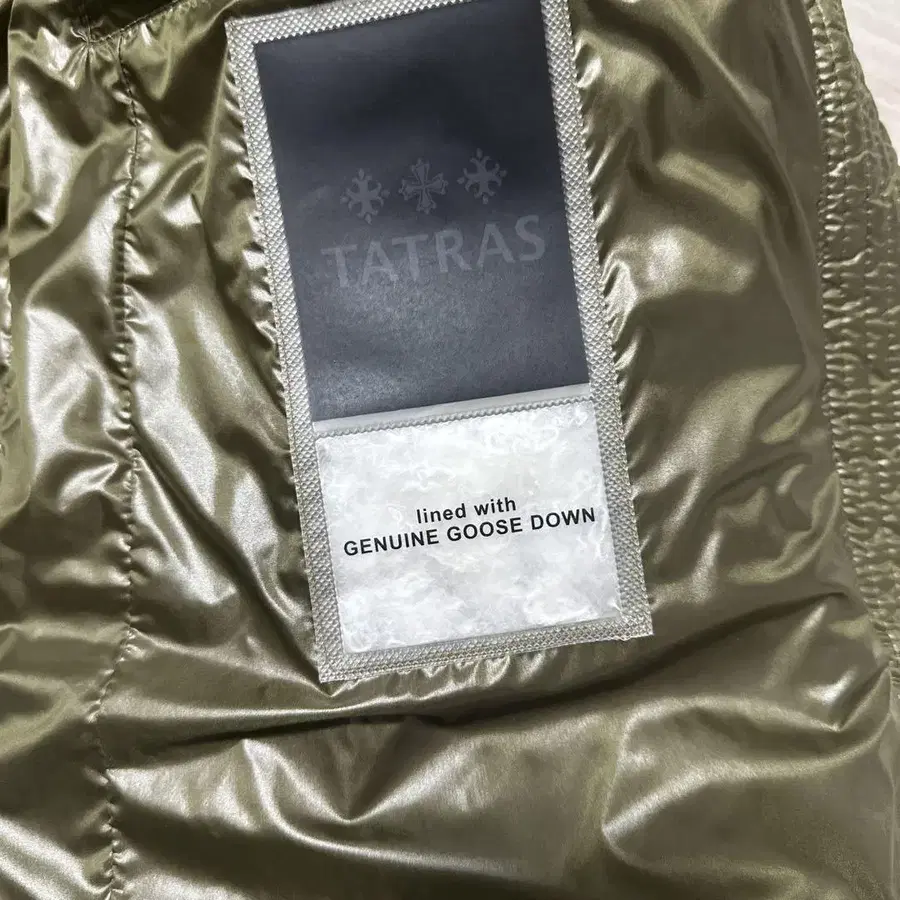 TATRAS
lined with
GENUINE GOOSE DOWN